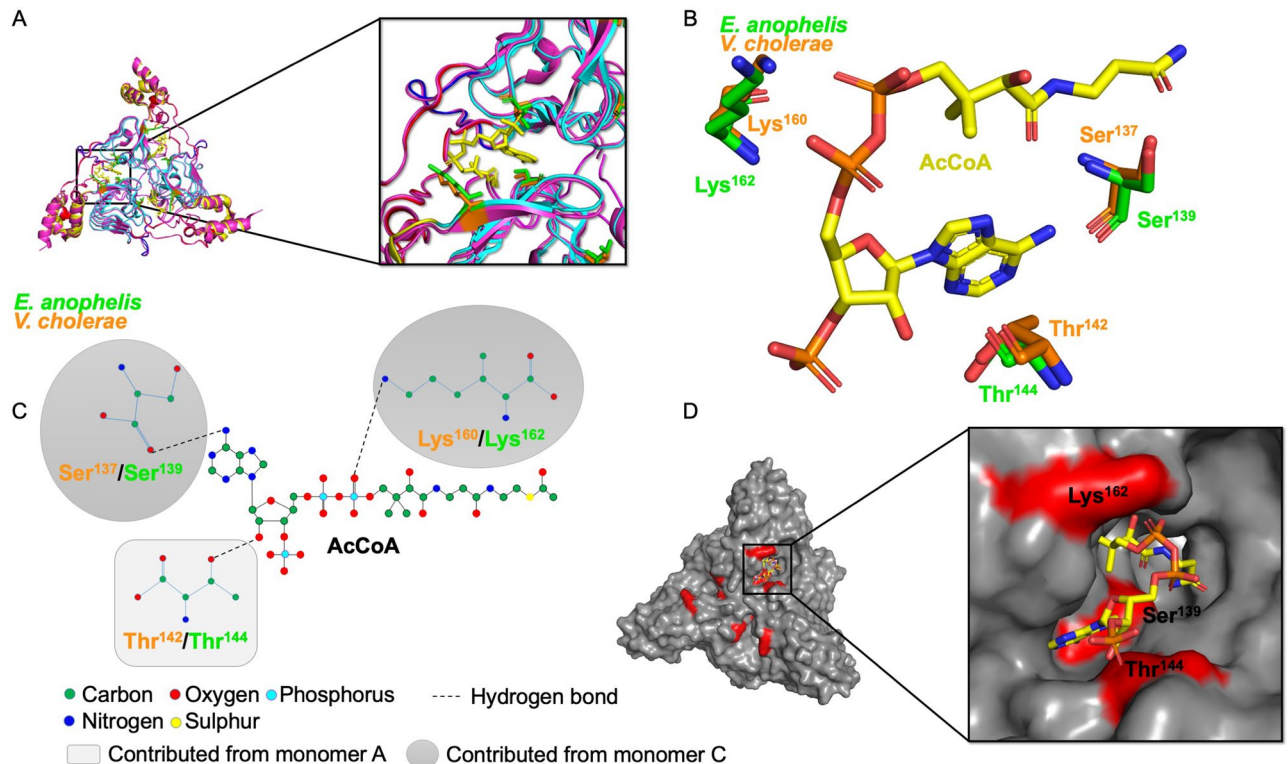 A
B
E. anophelis
V. cholerae
Lys160
Lys162
AcCoA
Ser137
Ser139
Thr142
Thr144
E. anophelis
V. cholerae
C
Ser137/Ser139
Lys160/Lys162
AcCoA
Thr142/Thr144
Carbon
Oxygen
Phosphorus
Hydrogen bond
Nitrogen
Sulphur
Contributed from monomer A
Contributed from monomer C
D
Lys162
Ser139
Thr144